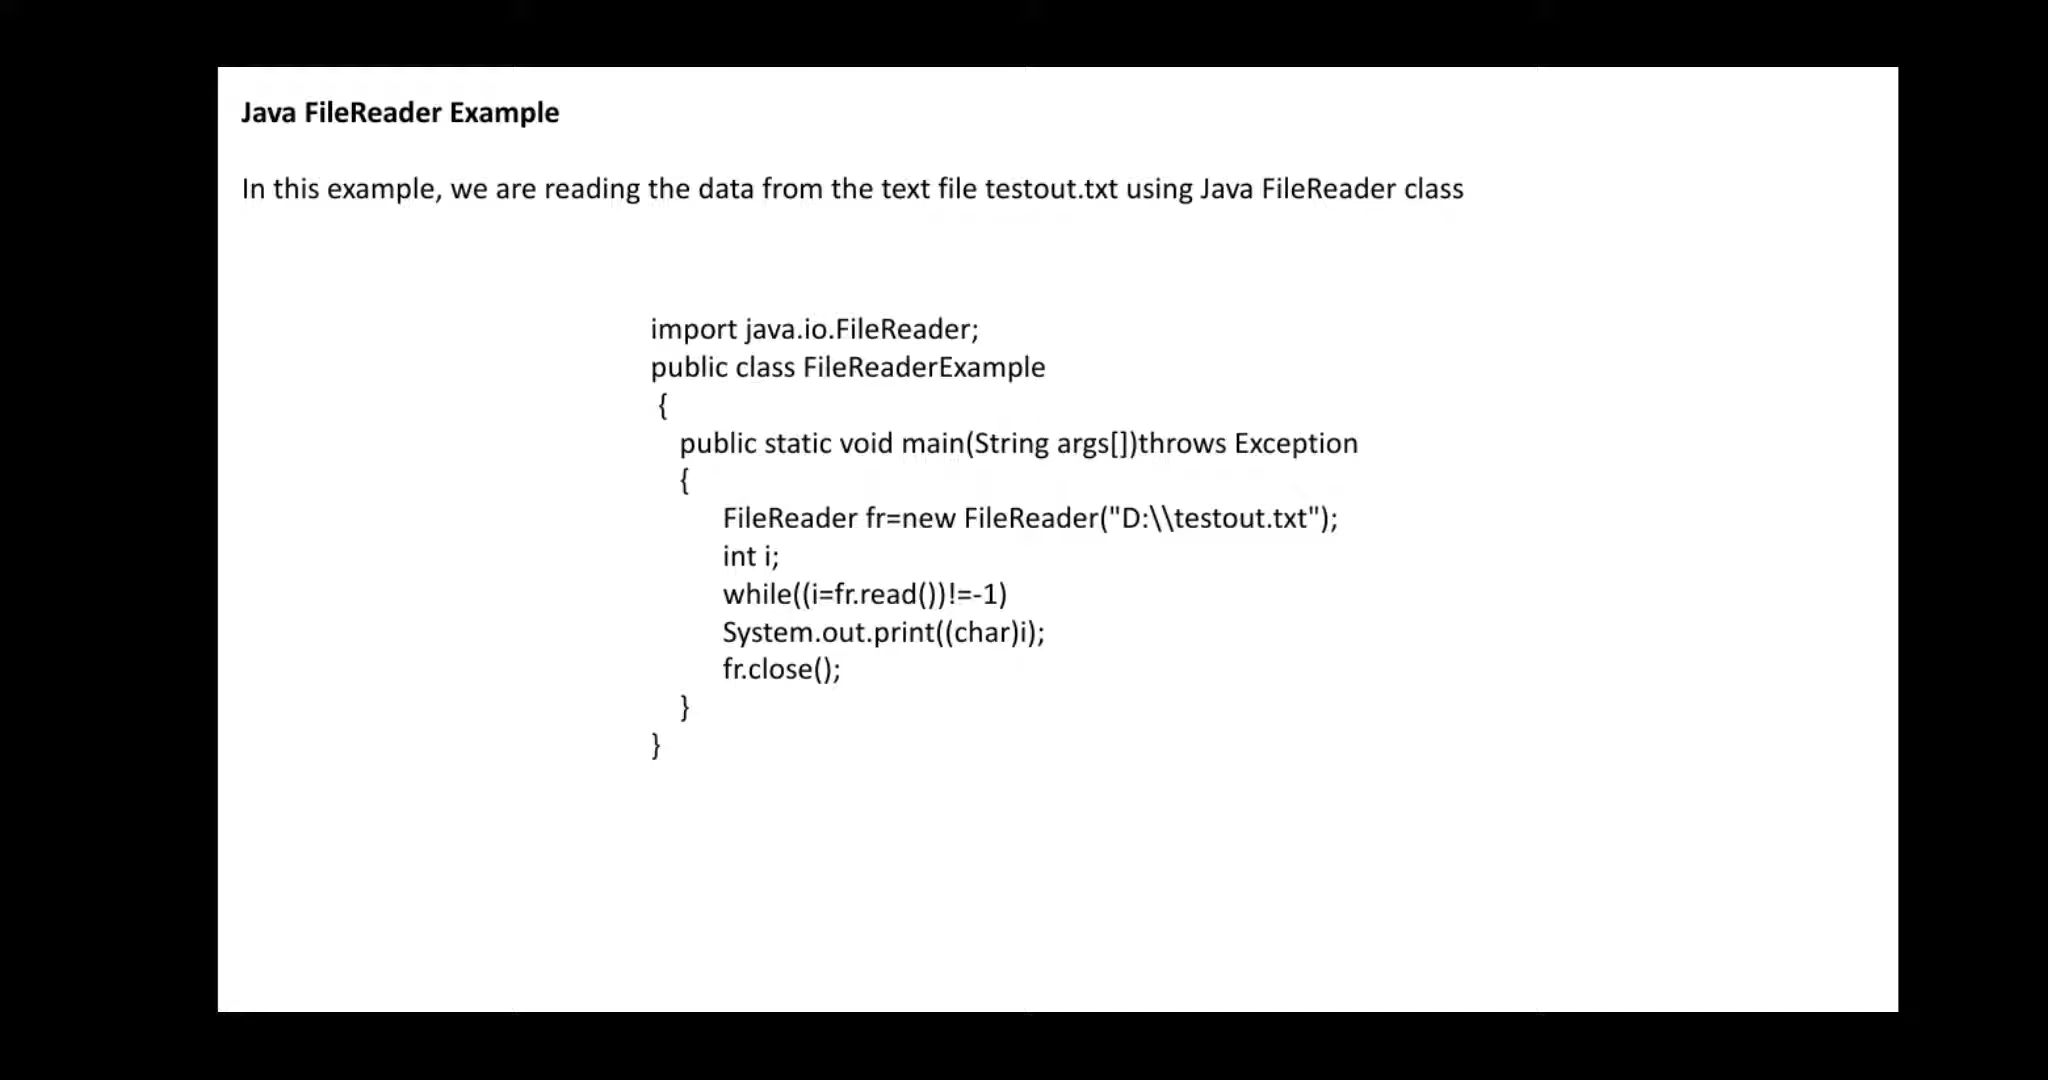 Java FileReader Example
In this example, we are reading the data from the text file testout.txt using Java FileReader class
import java.io.FileReader;
public class FileReaderExample
{
public static void main(String args[])throws Exception
{
FileReader fr=new FileReader("D:\\testout.txt");
int i;
while((i=fr.read())!=-1)
System.out.print((char)i);
fr.close();
}
}